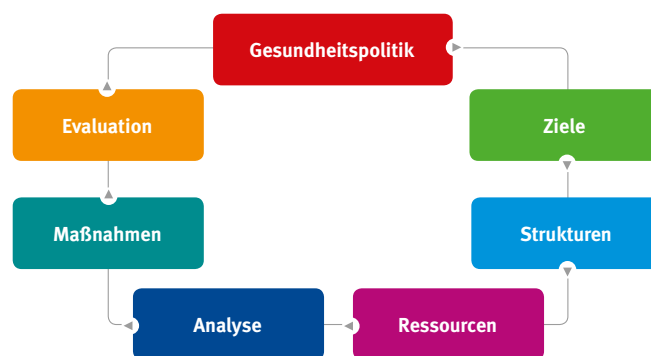 Gesundheitspolitik
Evaluation
Ziele
Maßnahmen
Strukturen
Analyse
Ressourcen